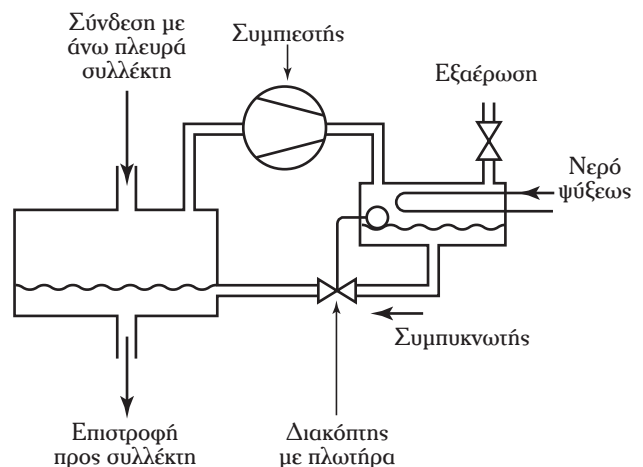 Σύνδεση με
άνω πλευρά
συλλέκτη
Συμπιεστής
Εξαέρωση
Νερό
ψύξεως
Συμπυκνωτής
Επιστροφή
προς συλλέκτη
Διακόπτης
με πλωτήρα